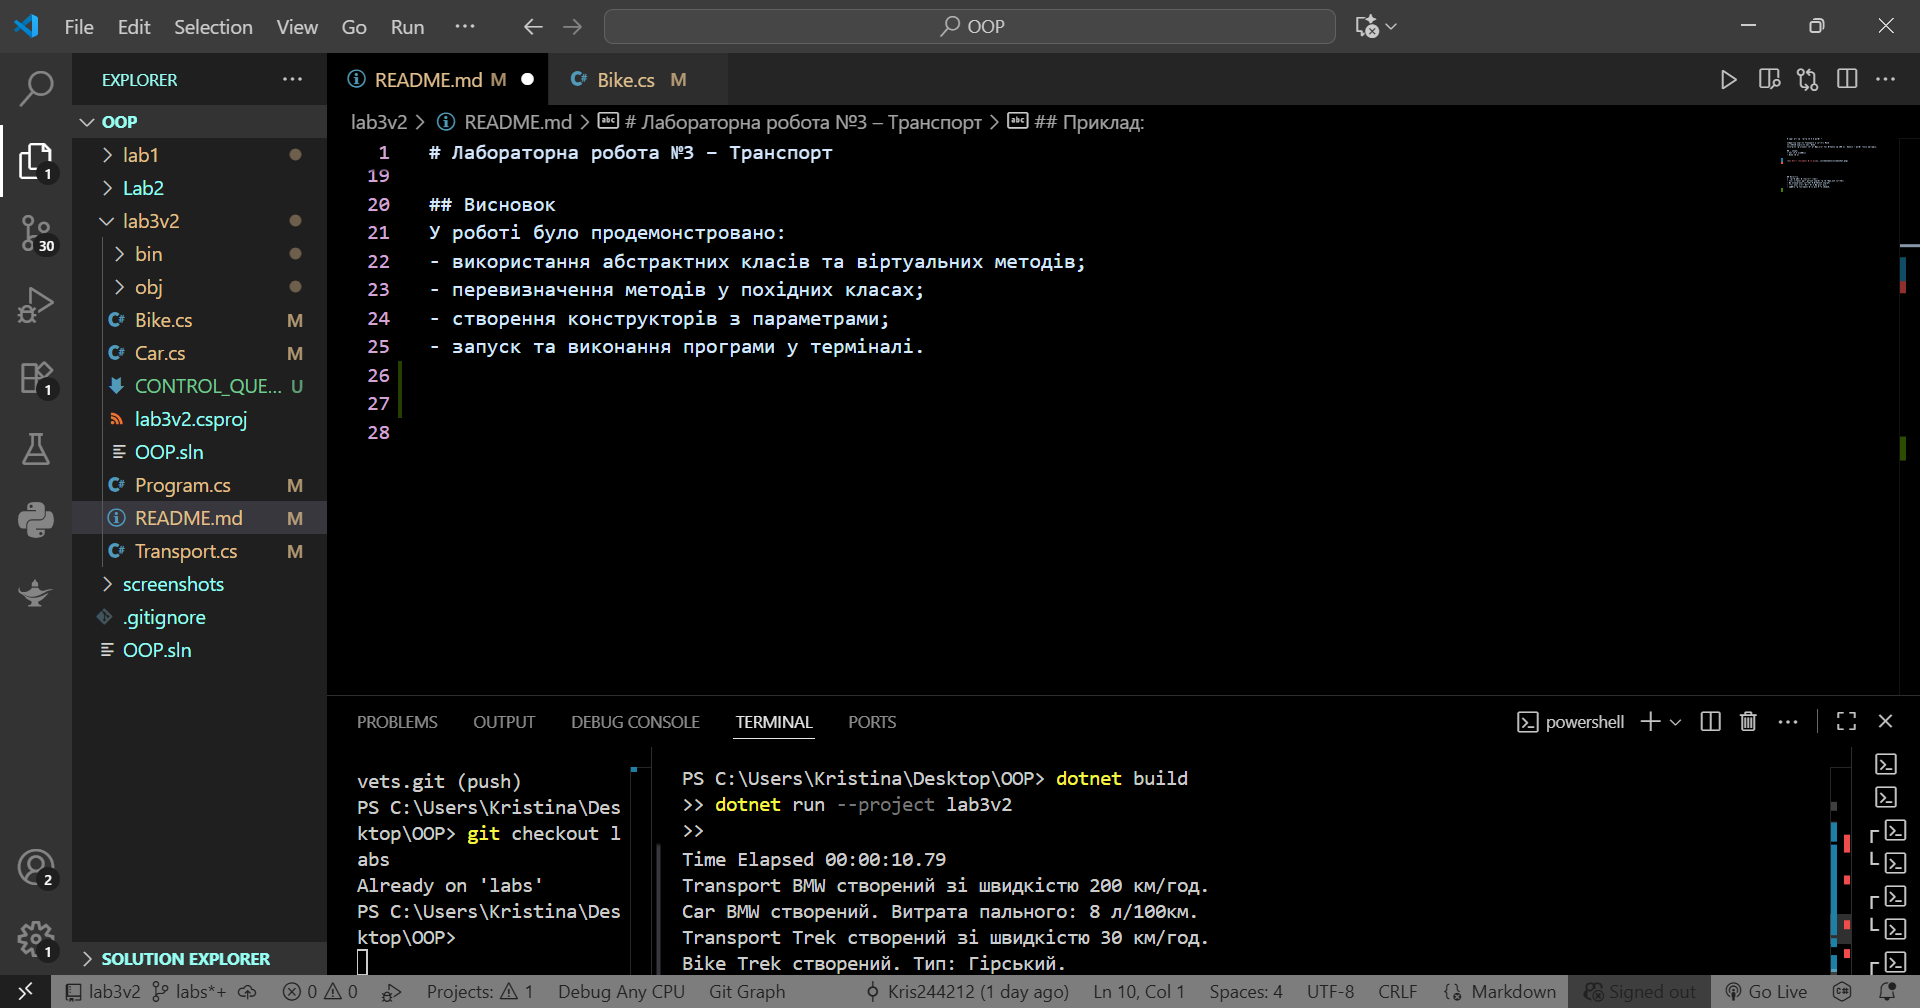 File Edit Selection View Go Run
OOP
EXPLORER
OOP
lab1
Lab2
lab3v2
bin
obj
Bike.cs M
Car.cs M
CONTROL_QUE... U
lab3v2.csproj
OOP.sln
Program.cs M
README.md M
Transport.cs M
screenshots
.gitignore
OOP.sln
SOLUTION EXPLORER
1
30
1
2
1
README.md M
Bike.cs M
lab3v2 > README.md > # Лабораторна робота №3 – Транспорт > ## Приклад:
1 # Лабораторна робота №3 – Транспорт
19
20 ## Висновок
21 У роботі було продемонстровано:
22 - використання абстрактних класів та віртуальних методів;
23 - перевизначення методів у похідних класах;
24 - створення конструкторів з параметрами;
25 - запуск та виконання програми у терміналі.
26
27
28
PROBLEMS OUTPUT DEBUG CONSOLE TERMINAL PORTS
powershell
vets.git (push)
PS C:\Users\Kristina\Des
ktop\OOP> git checkout l
abs
Already on 'labs'
PS C:\Users\Kristina\Des
ktop\OOP>
PS C:\Users\Kristina\Desktop\OOP> dotnet build
>> dotnet run --project lab3v2
>>
Time Elapsed 00:00:10.79
Transport BMW створений зі швидкістю 200 км/год.
Car BMW створений. Витрата пального: 8 л/100км.
Transport Trek створений зі швидкістю 30 км/год.
Bike Trek створений. Тип: Гірський.
lab3v2 labs*+ 0 0 Projects: 1 Debug Any CPU Git Graph Kris244212 (1 day ago) Ln 10, Col 1 Spaces: 4 UTF-8 CRLF Markdown Signed out Go Live